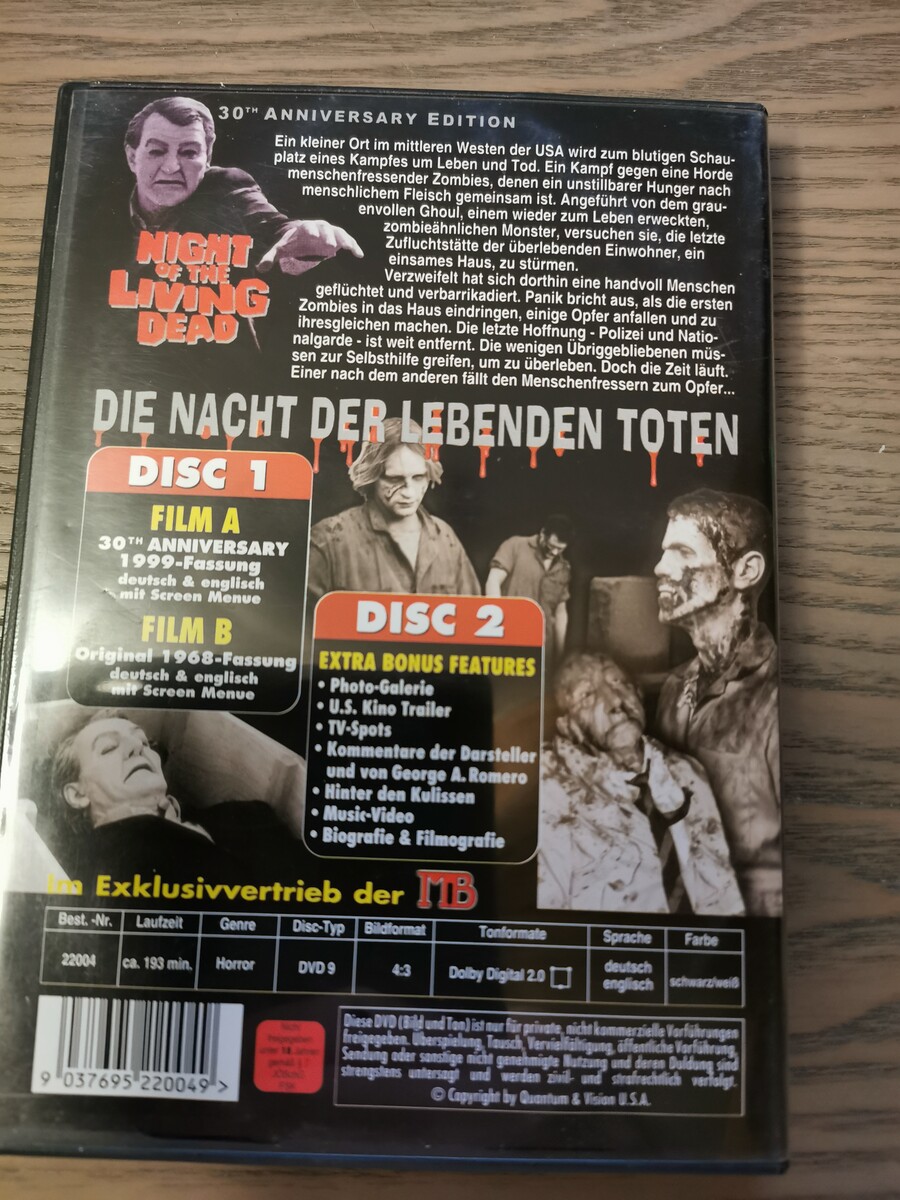 30TH ANNIVERSARY EDITION
Ein kleiner Ort im mittleren Westen der USA wird zum blutigen Schau-
platz eines Kampfes um Leben und Tod. Ein Kampf gegen eine Horde
menschenfressender Zombies, denen ein unstillbarer Hunger nach
menschlichem Fleisch gemeinsam ist. Angeführt von dem grau-
envollen Ghoul, einem wieder zum Leben erweckten,
zombieähnlichen Monster, versuchen sie, die letzte
Zufluchtstätte der überlebenden Einwohner, ein
einsames Haus, zu stürmen.
Verzweifelt hat sich dorthin eine handvoll Menschen
geflüchtet und verbarrikadiert. Panik bricht aus, als die ersten
Zombies in das Haus eindringen, einige Opfer anfallen und zu
ihresgleichen machen. Die letzte Hoffnung - Polizei und Natio-
nalgarde - ist weit entfernt. Die wenigen Übriggebliebenen müs-
sen zur Selbsthilfe greifen, um zu überleben. Doch die Zeit läuft.
Einer nach dem anderen fällt den Menschenfressern zum Opfer...
NIGHT
OF THE
LIVING
DEAD
DIE NACHT DER LEBENDEN TOTEN
DISC 1
FILM A
30TH ANNIVERSARY
1999-Fassung
deutsch & englisch
mit Screen Menue
FILM B
Original 1968-Fassung
deutsch & englisch
mit Screen Menue
DISC 2
EXTRA BONUS FEATURES
• Photo-Galerie
• U.S. Kino Trailer
• TV-Spots
• Kommentare der Darsteller
und von George A. Romero
• Hinter den Kulissen
• Music-Video
• Biografie & Filmografie
Im Exklusivvertrieb der MB
Best. -Nr. Laufzeit Genre Disc-Typ Bildformat Tonformate Sprache Farbe
22004 ca. 193 min. Horror DVD 9 4:3 Dolby Digital 2.0 deutsch englisch schwarz/weiß
9 037695 220049 >
Nicht
freigegeben
unter 18 Jahren
gemäß § 7
JÖSchG
FSK
Diese DVD (Bild und Ton) ist nur für private, nicht kommerzielle Vorführungen
freigegeben. Überspielung, Tausch, Vervielfältigung, öffentliche Vorführung,
Sendung oder sonstige nicht genehmigte Nutzung und deren Duldung sind
strengstens untersagt und werden zivil- und strafrechtlich verfolgt.
© Copyright by Quantum & Vision U.S.A.